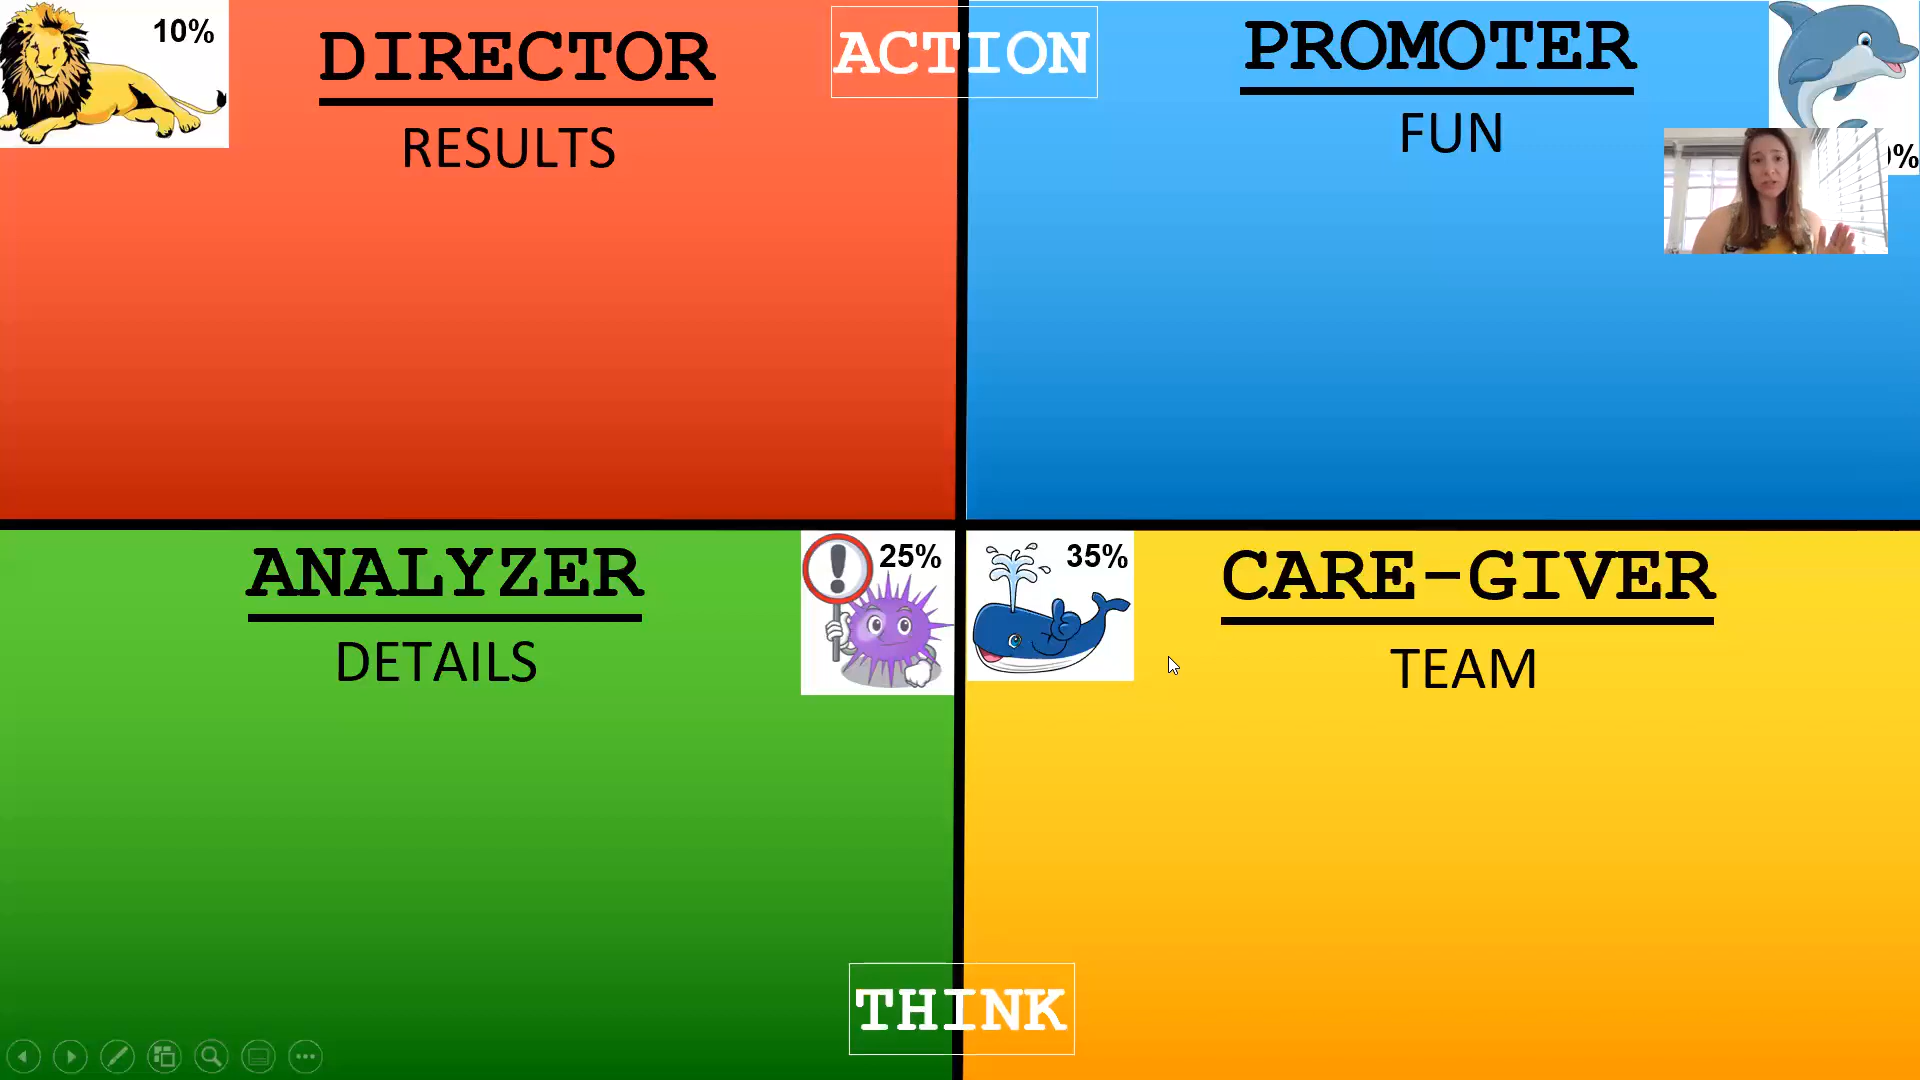 10%
DIRECTOR
RESULTS
ACTION
PROMOTER
FUN
ANALYZER
DETAILS
25%
35%
CARE-GIVER
TEAM
THINK